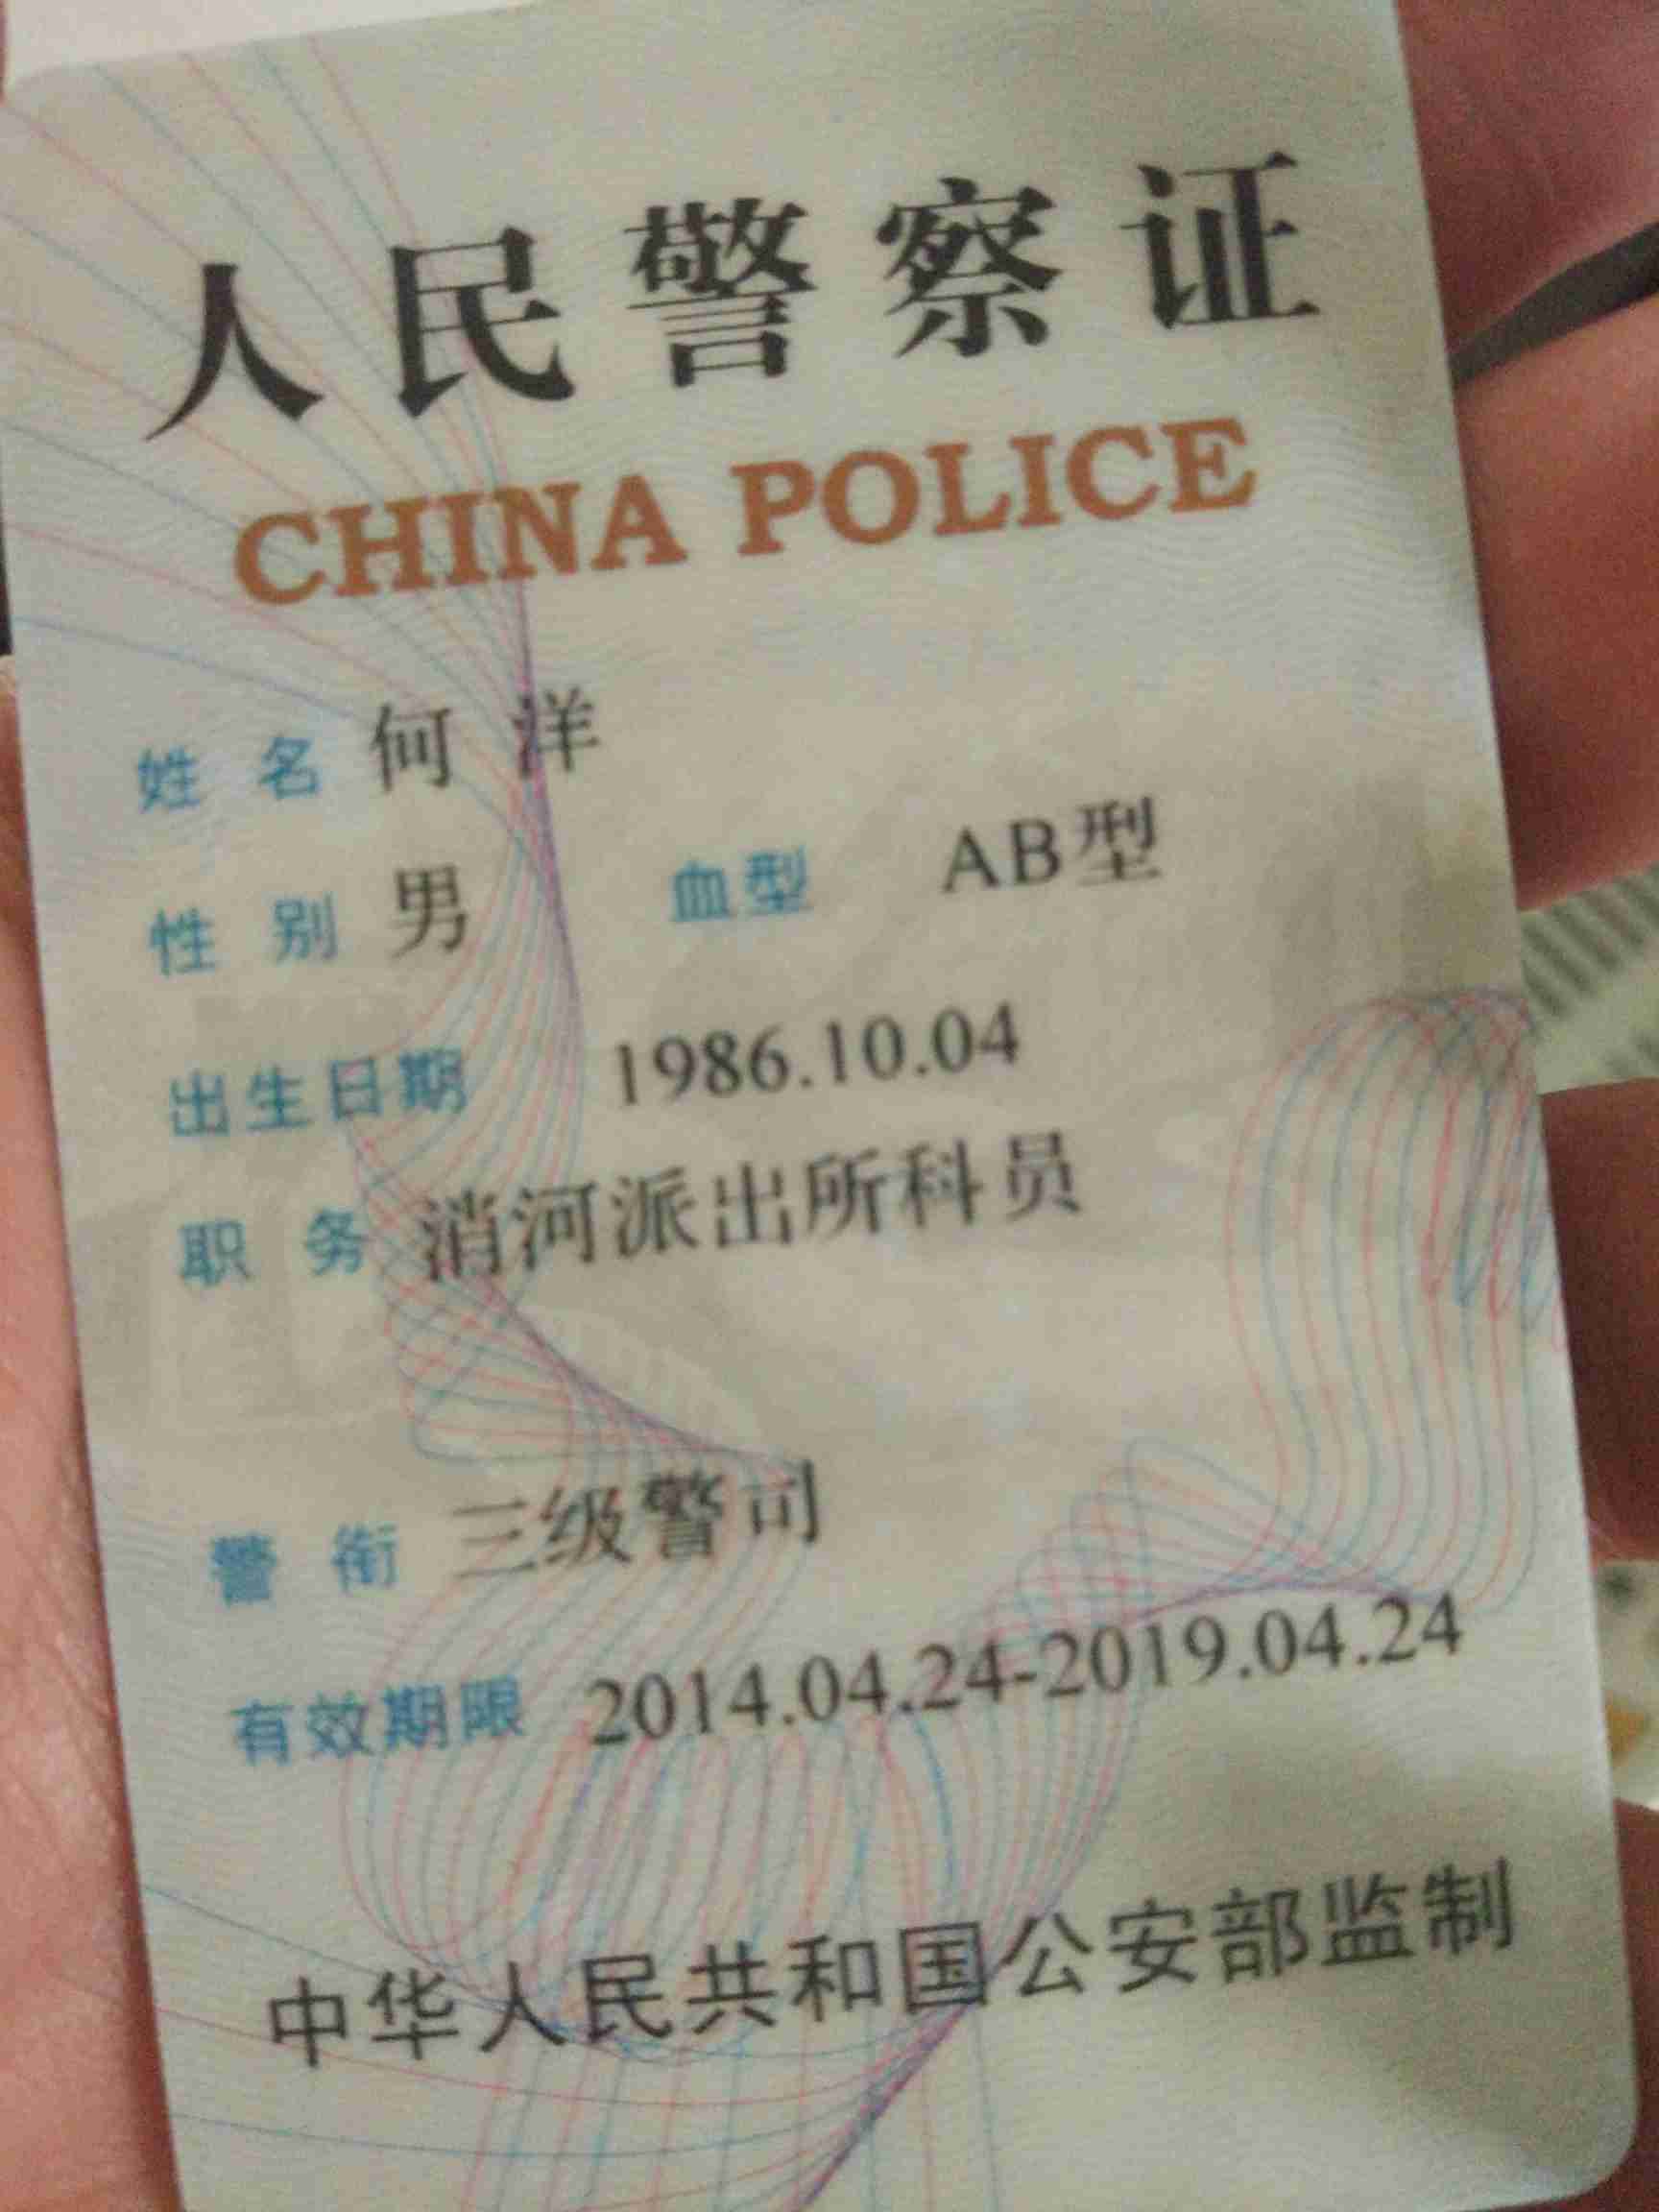 人民警察证
CHINA POLICE
姓名 何洋
性别 男 血型 AB型
出生日期 1986.10.04
职务 消河派出所科员
警衔 三级警司
有效期限 2014.04.24-2019.04.24
中华人民共和国公安部监制